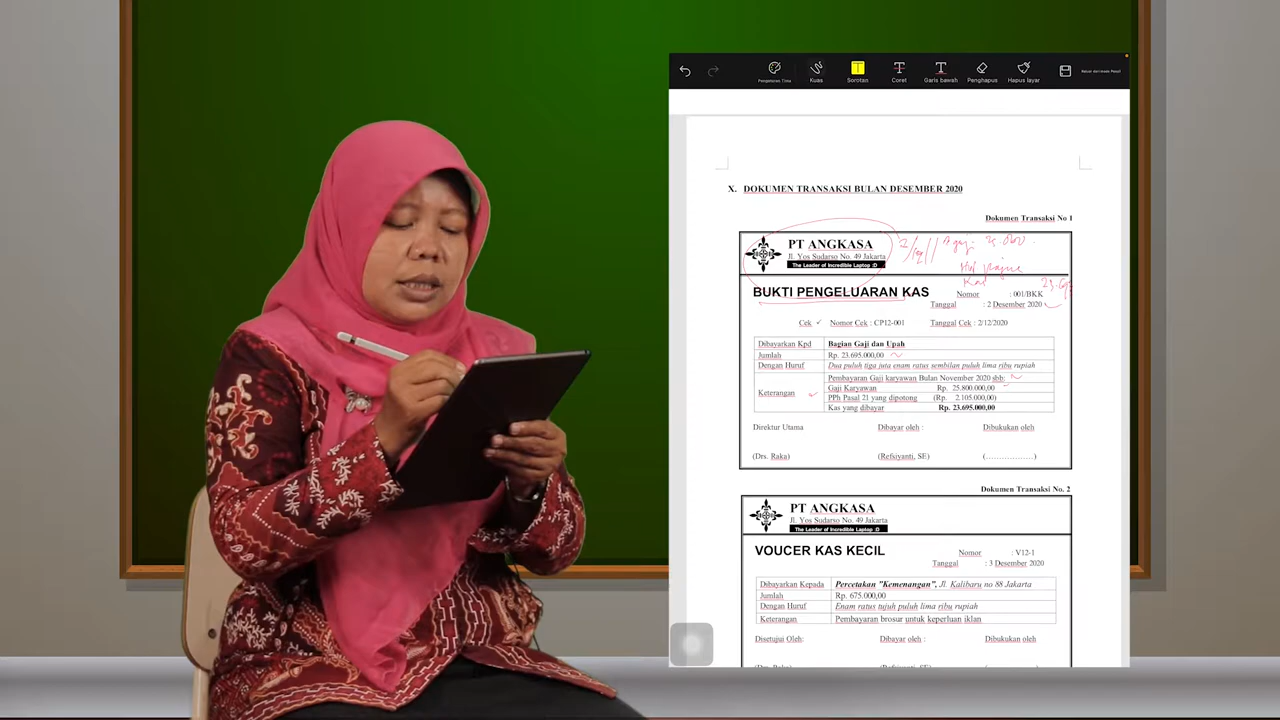 Pengaturan Tinta
Kuas
Sorotan
Coret
Garis bawah
Penghapus
Hapus layar
X. DOKUMEN TRANSAKSI BULAN DESEMBER 2020
Dokumen Transaksi No 1
PT ANGKASA
Jl. Yos Sudarso No. 49 Jakarta
The Leader of Incredible Laptop :D
BUKTI PENGELUARAN KAS
Nomor : 001/BKK
Tanggal : 2 Desember 2020
Cek ✓ Nomor Cek : CP12-001 Tanggal Cek : 2/12/2020
Dibayarkan Kpd Bagian Gaji dan Upah
Jumlah Rp. 23.695.000,00
Dengan Huruf Dua puluh tiga juta enam ratus sembilan puluh lima ribu rupiah
Keterangan Pembayaran Gaji karyawan Bulan November 2020 sbb:
Gaji Karyawan Rp. 25.800.000,00
PPh Pasal 21 yang dipotong (Rp. 2.105.000,00)
Kas yang dibayar Rp. 23.695.000,00
Direktur Utama Dibayar oleh : Dibukukan oleh
(Drs. Raka) (Refsiyanti, SE) (………………)
Dokumen Transaksi No. 2
PT ANGKASA
Jl. Yos Sudarso No. 49 Jakarta
The Leader of Incredible Laptop :D
VOUCER KAS KECIL
Nomor : V12-1
Tanggal : 3 Desember 2020
Dibayarkan Kepada Percetakan "Kemenangan", Jl. Kalibaru no 88 Jakarta
Jumlah Rp. 675.000,00
Dengan Huruf Enam ratus tujuh puluh lima ribu rupiah
Keterangan Pembayaran brosur untuk keperluan iklan
Disetujui Oleh: Dibayar oleh : Dibukukan oleh